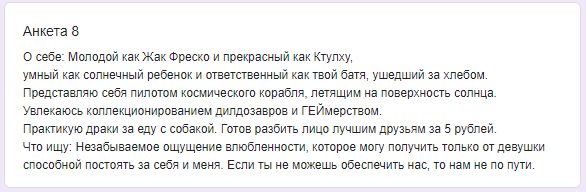 Анкета 8
О себе: Молодой как Жак Фреско и прекрасный как Ктулху,
умный как солнечный ребенок и ответственный как твой батя, ушедший за хлебом.
Представляю себя пилотом космического корабля, летящим на поверхность солнца.
Увлекаюсь коллекционированием дилдозавров и ГЕЙмерством.
Практикую драки за еду с собакой. Готов разбить лицо лучшим друзьям за 5 рублей.
Что ищу: Незабываемое ощущение влюбленности, которое могу получить только от девушки
способной постоять за себя и меня. Если ты не можешь обеспечить нас, то нам не по пути.